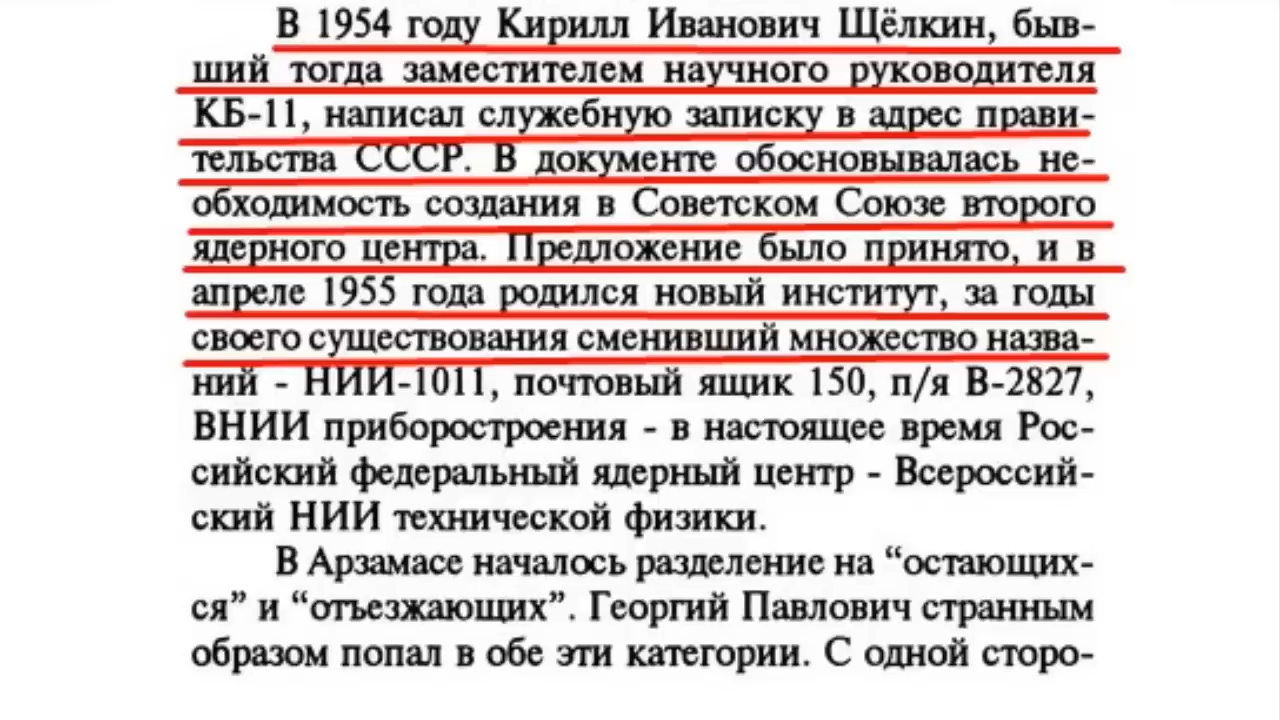 В 1954 году Кирилл Иванович Щёлкин, быв-
ший тогда заместителем научного руководителя
КБ-11, написал служебную записку в адрес прави-
тельства СССР. В документе обосновывалась не-
обходимость создания в Советском Союзе второго
ядерного центра. Предложение было принято, и в
апреле 1955 года родился новый институт, за годы
своего существования сменивший множество назва-
ний - НИИ-1011, почтовый ящик 150, п/я В-2827,
ВНИИ приборостроения - в настоящее время Рос-
сийский федеральный ядерный центр - Всероссий-
ский НИИ технической физики.
В Арзамасе началось разделение на “остающих-
ся” и “отъезжающих”. Георгий Павлович странным
образом попал в обе эти категории. С одной сторо-